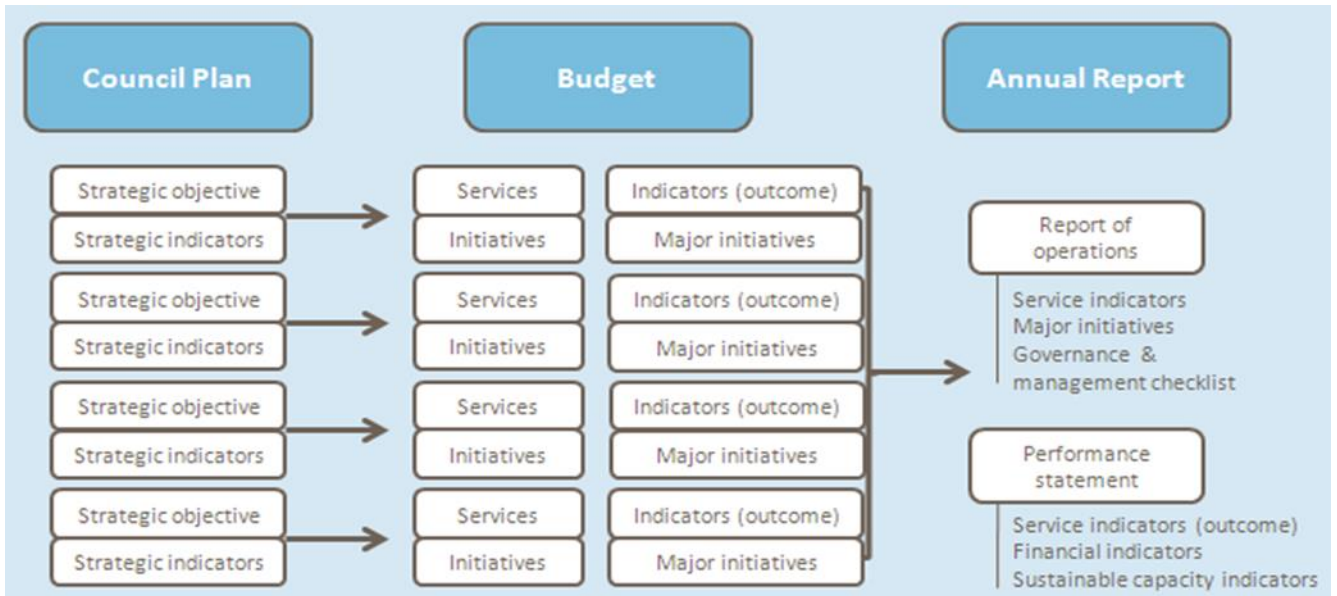 Council Plan
Budget
Annual Report
Strategic objective
Strategic indicators
Services
Initiatives
Indicators (outcome)
Major initiatives
Strategic objective
Strategic indicators
Services
Initiatives
Indicators (outcome)
Major initiatives
Strategic objective
Strategic indicators
Services
Initiatives
Indicators (outcome)
Major initiatives
Strategic objective
Strategic indicators
Services
Initiatives
Indicators (outcome)
Major initiatives
Report of
operations
Service indicators
Major initiatives
Governance &
management checklist
Performance
statement
Service indicators (outcome)
Financial indicators
Sustainable capacity indicators